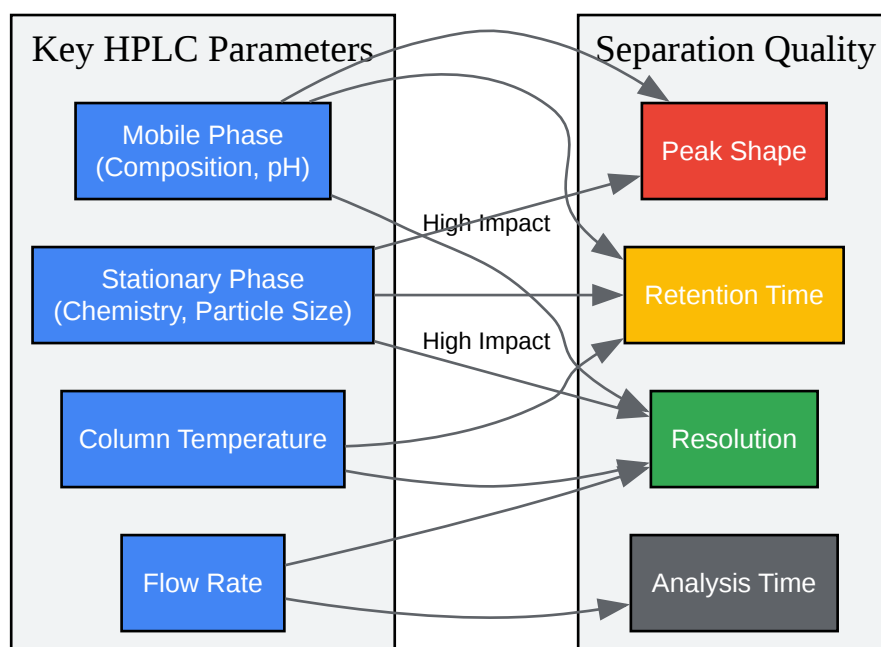 Key HPLC Parameters
Mobile Phase
(Composition, pH)
Stationary Phase
(Chemistry, Particle Size)
Column Temperature
Flow Rate
High Impact
High Impact
Separation Quality
Peak Shape
Retention Time
Resolution
Analysis Time